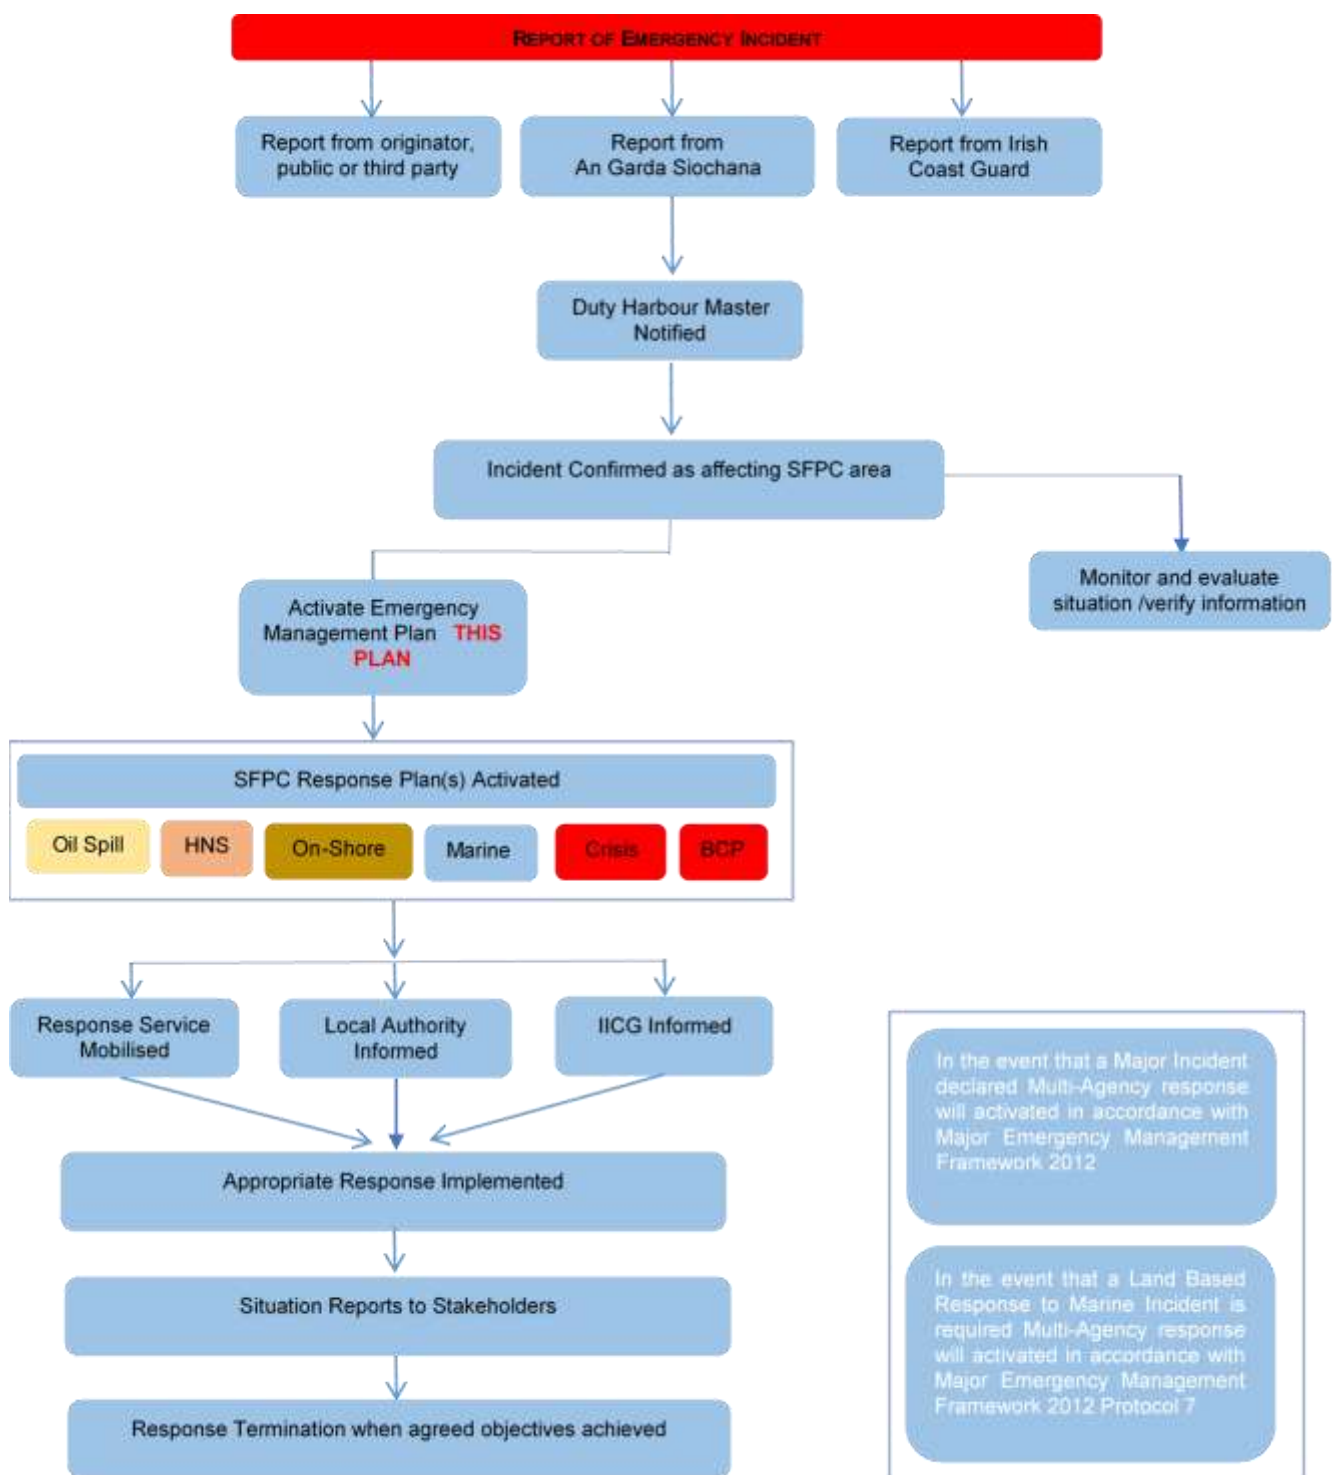 REPORT OF EMERGENCY INCIDENT
Report from originator,
public or third party
Report from
An Garda Siochana
Report from Irish
Coast Guard
Duty Harbour Master
Notified
Incident Confirmed as affecting SFPC area
Monitor and evaluate
situation /verify information
Activate Emergency
Management Plan THIS
PLAN
SFPC Response Plan(s) Activated
Oil Spill
HNS
On-Shore
Marine
Crisis
BCP
Response Service
Mobilised
Local Authority
Informed
IICG Informed
Appropriate Response Implemented
Situation Reports to Stakeholders
Response Termination when agreed objectives achieved
In the event that a Major Incident
declared Multi-Agency response
will activated in accordance with
Major Emergency Management
Framework 2012
In the event that a Land Based
Response to Marine Incident is
required Multi-Agency response
will activated in accordance with
Major Emergency Management
Framework 2012 Protocol 7